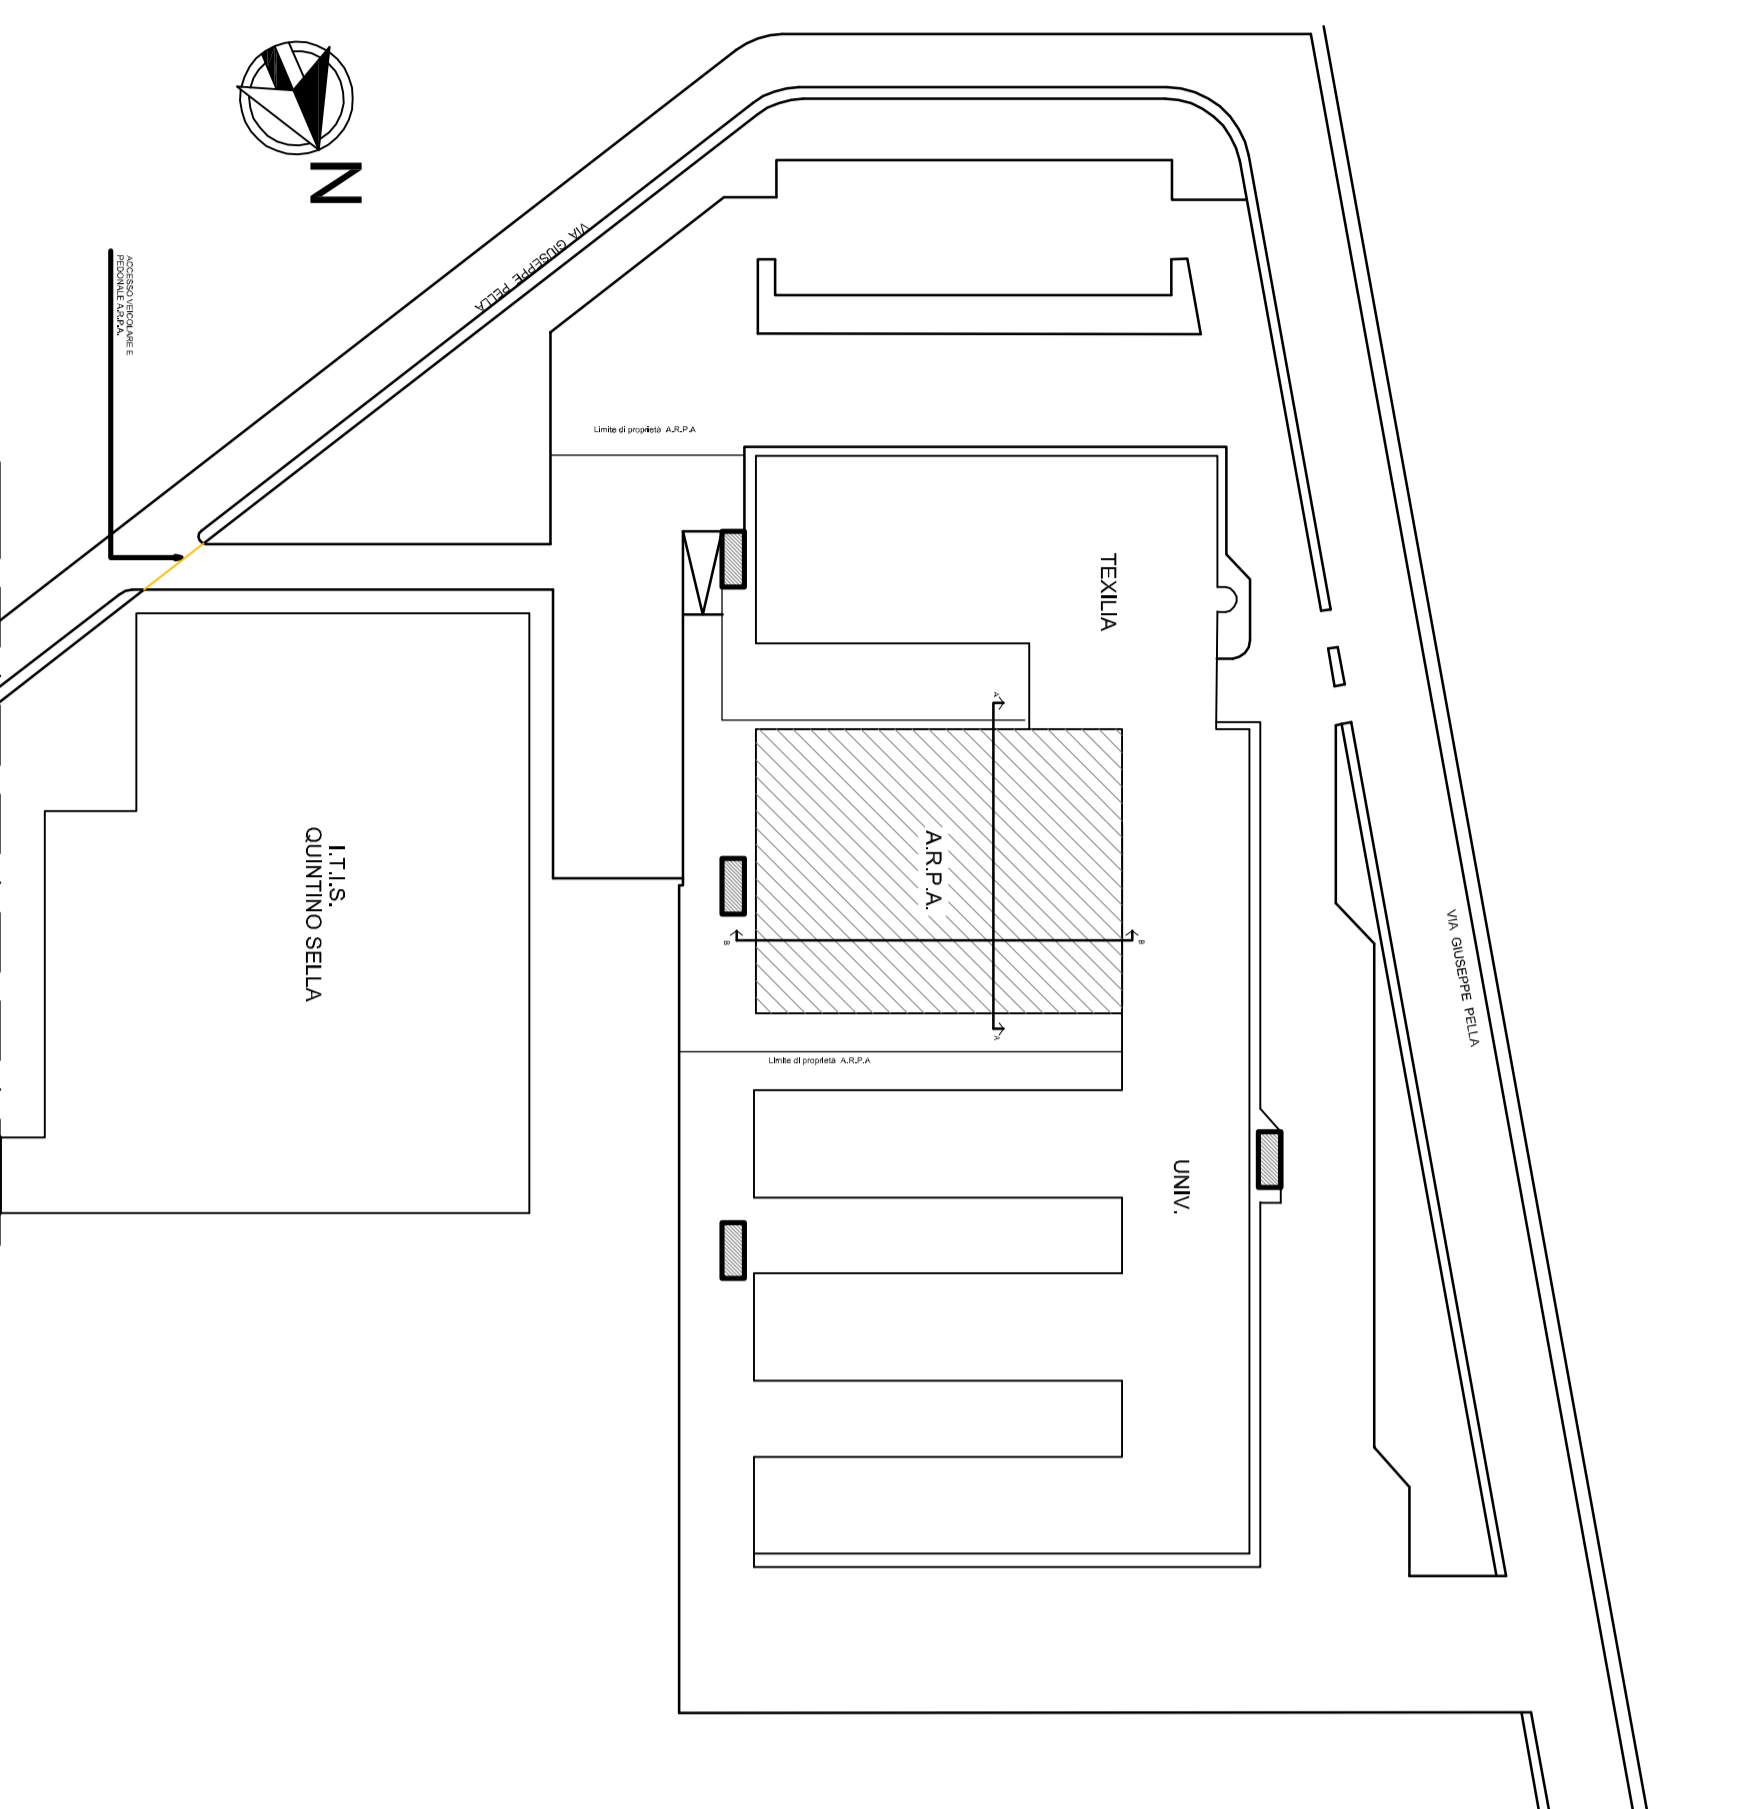 N
ACCESSO VEICOLARE E
PEDONALE A.R.P.A.
VIA GIUSEPPE PELLA
Limite di proprietà A.R.P.A
TEXILIA
A
A.R.P.A.
B
B
A
Limite di proprietà A.R.P.A
I.T.I.S.
QUINTINO SELLA
VIA GIUSEPPE PELLA
UNIV.